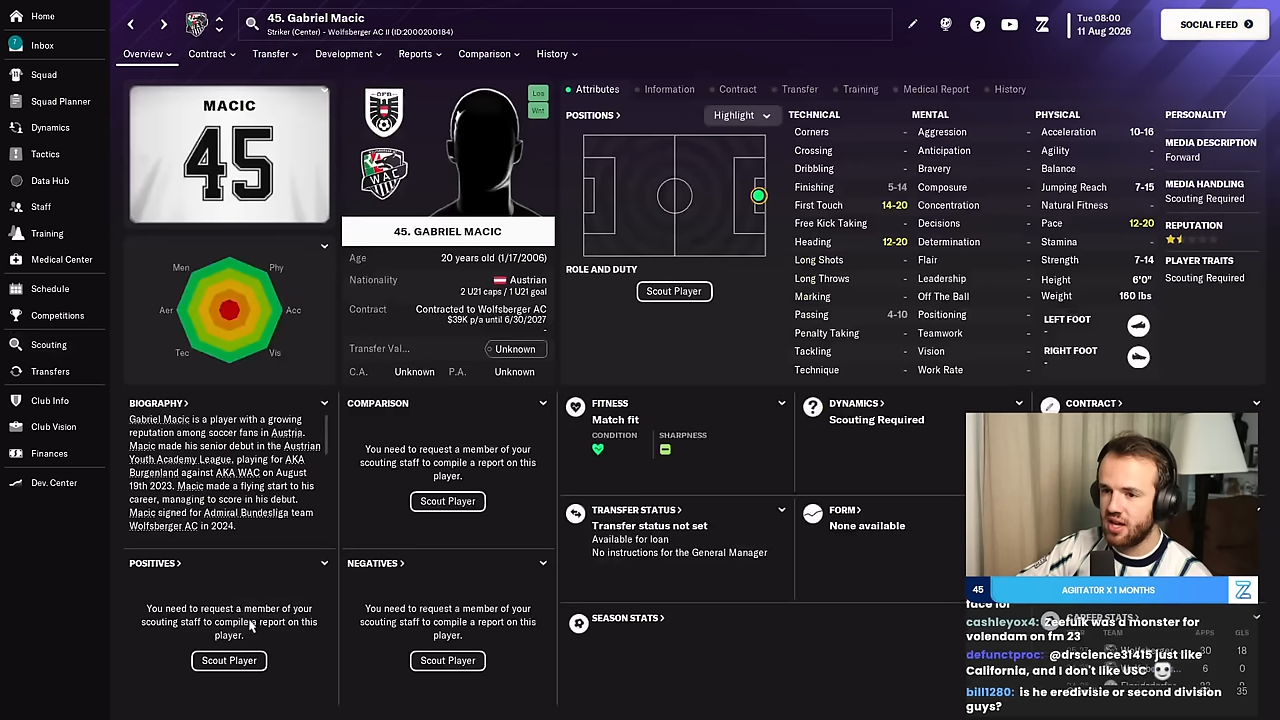 Home
Inbox
Squad
Squad Planner
Dynamics
Tactics
Data Hub
Staff
Training
Medical Center
Schedule
Competitions
Scouting
Transfers
Club Info
Club Vision
Finances
Dev. Center
45. Gabriel Macic
Striker (Center) - Wolfsberger AC II (ID:2000200184)
Tue 08:00
11 Aug 2026
SOCIAL FEED
Overview
Contract
Transfer
Development
Reports
Comparison
History
MACIC
45
Men
Phy
Aer
Acc
Tec
Vis
Los
Wnt
45. GABRIEL MACIC
Age 20 years old (1/17/2006)
Nationality Austrian
2 U21 caps / 1 U21 goal
Contract Contracted to Wolfsberger AC
$39K p/a until 6/30/2027
-
Transfer Val... Unknown
C.A. Unknown P.A. Unknown
Attributes
Information
Contract
Transfer
Training
Medical Report
History
POSITIONS
Highlight
ROLE AND DUTY
Scout Player
TECHNICAL
Corners -
Crossing -
Dribbling -
Finishing 5-14
First Touch 14-20
Free Kick Taking -
Heading 12-20
Long Shots -
Long Throws -
Marking -
Passing 4-10
Penalty Taking -
Tackling -
Technique -
MENTAL
Aggression -
Anticipation -
Bravery -
Composure -
Concentration -
Decisions -
Determination -
Flair -
Leadership -
Off The Ball -
Positioning -
Teamwork -
Vision -
Work Rate -
PHYSICAL
Acceleration 10-16
Agility -
Balance -
Jumping Reach 7-15
Natural Fitness -
Pace 12-20
Stamina -
Strength 7-14
Height 6'0"
Weight 160 lbs
LEFT FOOT
-
RIGHT FOOT
-
PERSONALITY
MEDIA DESCRIPTION
Forward
MEDIA HANDLING
Scouting Required
REPUTATION
PLAYER TRAITS
Scouting Required
BIOGRAPHY
Gabriel Macic is a player with a growing
reputation among soccer fans in Austria.
Macic made his senior debut in the Austrian
Youth Academy League, playing for AKA
Burgenland against AKA WAC on August
19th 2023. Macic made a flying start to his
career, managing to score in his debut.
Macic signed for Admiral Bundesliga team
Wolfsberger AC in 2024.
COMPARISON
You need to request a member of your
scouting staff to compile a report on this
player.
Scout Player
FITNESS
Match fit
CONDITION
SHARPNESS
DYNAMICS
Scouting Required
CONTRACT
TRANSFER STATUS
Transfer status not set
Available for loan
No instructions for the General Manager
FORM
None available
POSITIVES
You need to request a member of your
scouting staff to compile a report on this
player.
Scout Player
NEGATIVES
You need to request a member of your
scouting staff to compile a report on this
player.
Scout Player
SEASON STATS
45 AGIITAT0R X 1 MONTHS
CAREER STATS
TEAM APPS GLS
30 18
6 0
35
cashleyox4: Zeefuik was a monster for
volendam on fm 23
defunctproc: @drscience31415 just like
California, and I don't like USC
bill1280: is he eredivisie or second division
guys?